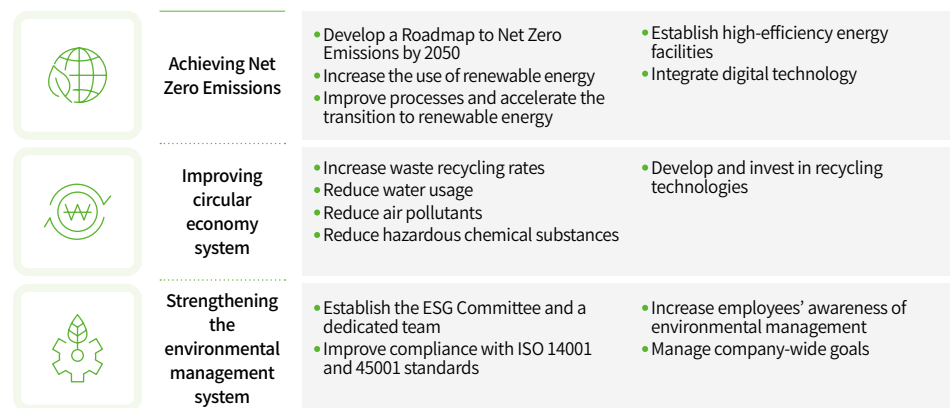 Achieving Net
Zero Emissions
• Develop a Roadmap to Net Zero
Emissions by 2050
• Increase the use of renewable energy
• Improve processes and accelerate the
transition to renewable energy
• Establish high-efficiency energy
facilities
• Integrate digital technology
Improving
circular
economy
system
• Increase waste recycling rates
• Reduce water usage
• Reduce air pollutants
• Reduce hazardous chemical substances
• Develop and invest in recycling
technologies
Strengthening
the
environmental
management
system
• Establish the ESG Committee and a
dedicated team
• Improve compliance with ISO 14001
and 45001 standards
• Increase employees’ awareness of
environmental management
• Manage company-wide goals